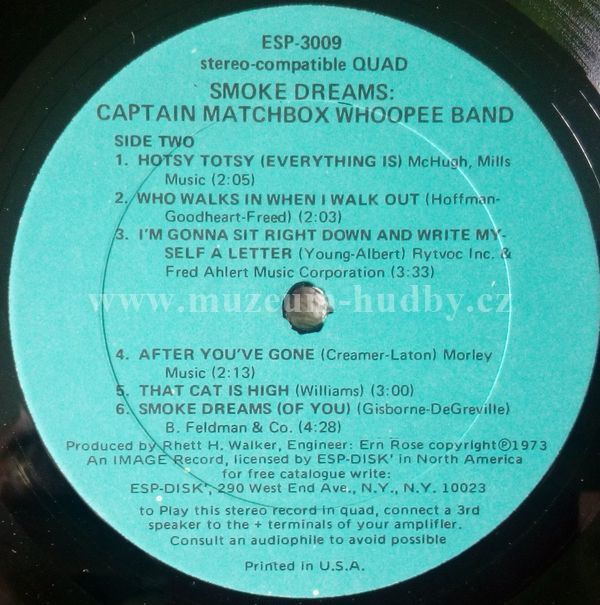 ESP-3009
stereo-compatible QUAD
SMOKE DREAMS:
CAPTAIN MATCHBOX WHOOPEE BAND
SIDE TWO
1. HOTSY TOTSY (EVERYTHING IS) McHugh, Mills
Music (2:05)
2. WHO WALKS IN WHEN I WALK OUT (Hoffman-
Goodheart-Freed) (2:03)
3. I'M GONNA SIT RIGHT DOWN AND WRITE MY-
SELF A LETTER (Young-Albert) Rytvoc Inc. &
Fred Ahlert Music Corporation (3:33)
www.muzeum-hudby.cz
4. AFTER YOU'VE GONE (Creamer-Laton) Morley
Music (2:13)
5. THAT CAT IS HIGH (Williams) (3:00)
6. SMOKE DREAMS (OF YOU) (Gisborne-DeGreville)
B. Feldman & Co. (4:28)
Produced by Rhett H. Walker, Engineer: Ern Rose copyright℗1973
An IMAGE Record, licensed by ESP-DISK' in North America
for free catalogue write:
ESP-DISK', 290 West End Ave., N.Y., N.Y. 10023
to Play this stereo record in quad, connect a 3rd
speaker to the + terminals of your amplifler.
Consult an audiophile to avoid possible
Printed in U.S.A.